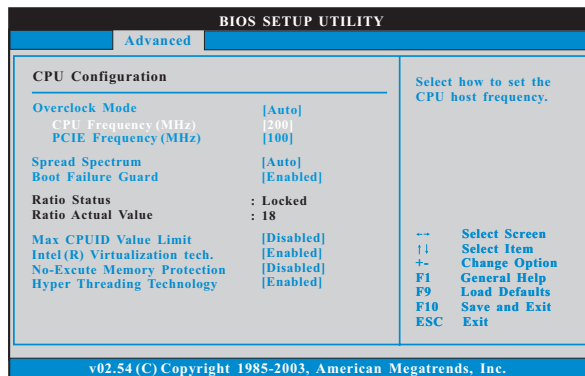 BIOS SETUP UTILITY
Advanced
CPU Configuration
Overclock Mode [Auto]
CPU Frequency (MHz) [200]
PCIE Frequency (MHz) [100]
Spread Spectrum [Auto]
Boot Failure Guard [Enabled]
Ratio Status : Locked
Ratio Actual Value : 18
Max CPUID Value Limit [Disabled]
Intel (R) Virtualization tech. [Enabled]
No-Excute Memory Protection [Disabled]
Hyper Threading Technology [Enabled]
Select how to set the
CPU host frequency.
←→ Select Screen
↑↓ Select Item
+- Change Option
F1 General Help
F9 Load Defaults
F10 Save and Exit
ESC Exit
v02.54 (C) Copyright 1985-2003, American Megatrends, Inc.